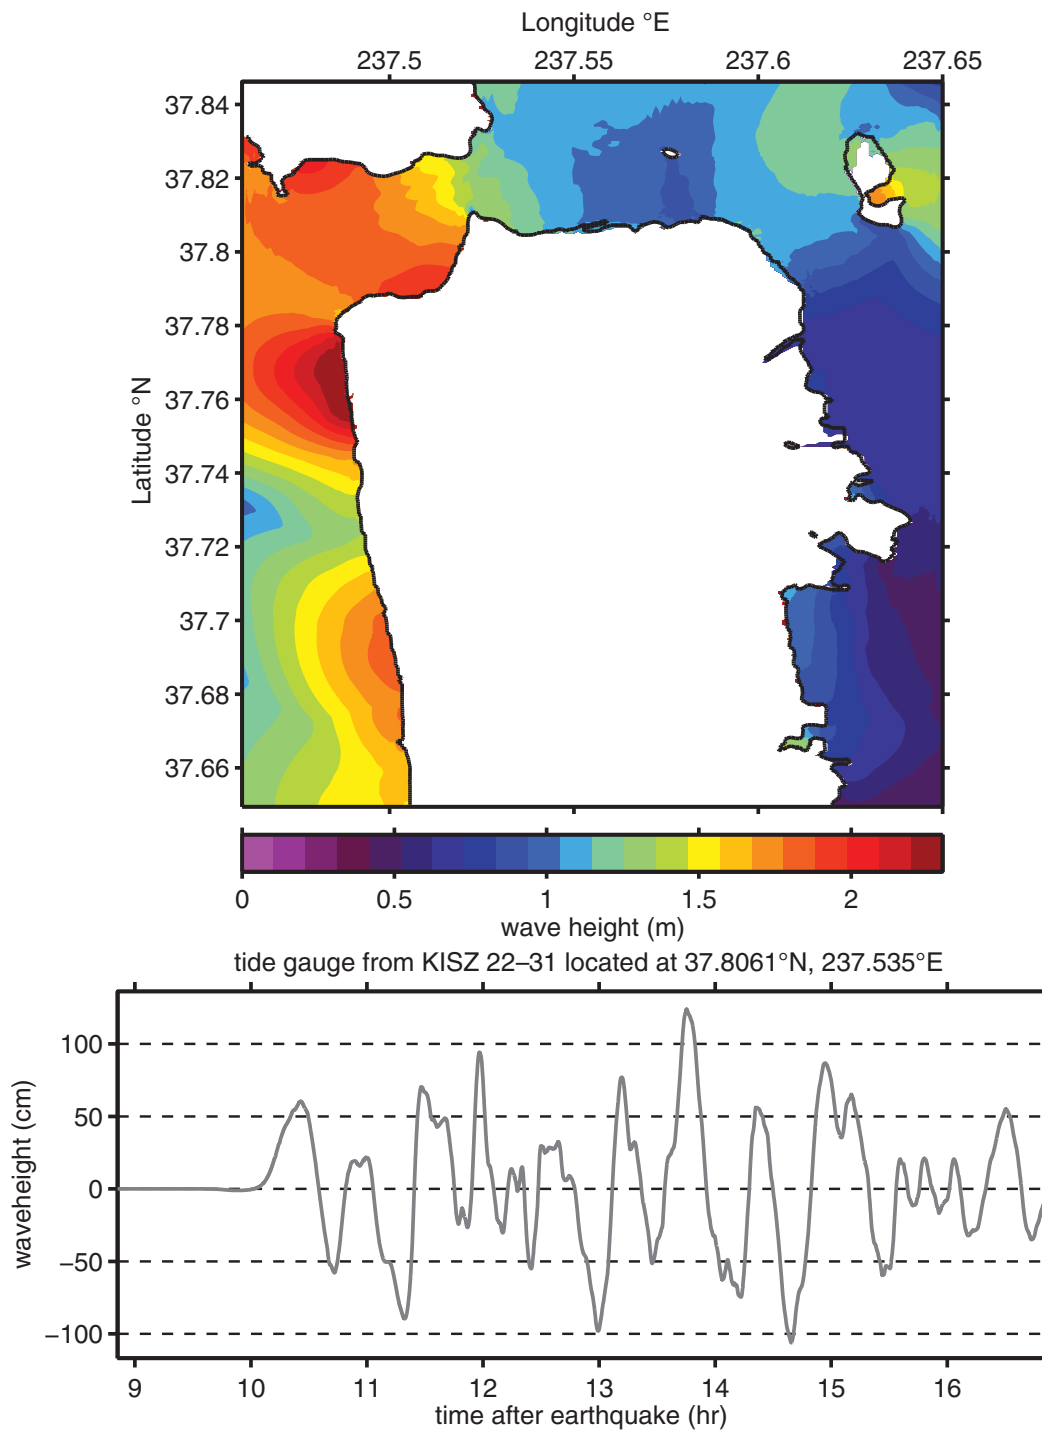 Longitude °E
237.5 237.55 237.6 237.65
Latitude °N
37.84
37.82
37.8
37.78
37.76
37.74
37.72
37.7
37.68
37.66
0 0.5 1 1.5 2
wave height (m)
tide gauge from KISZ 22–31 located at 37.8061°N, 237.535°E
waveheight (cm)
100
50
0
−50
−100
9 10 11 12 13 14 15 16
time after earthquake (hr)